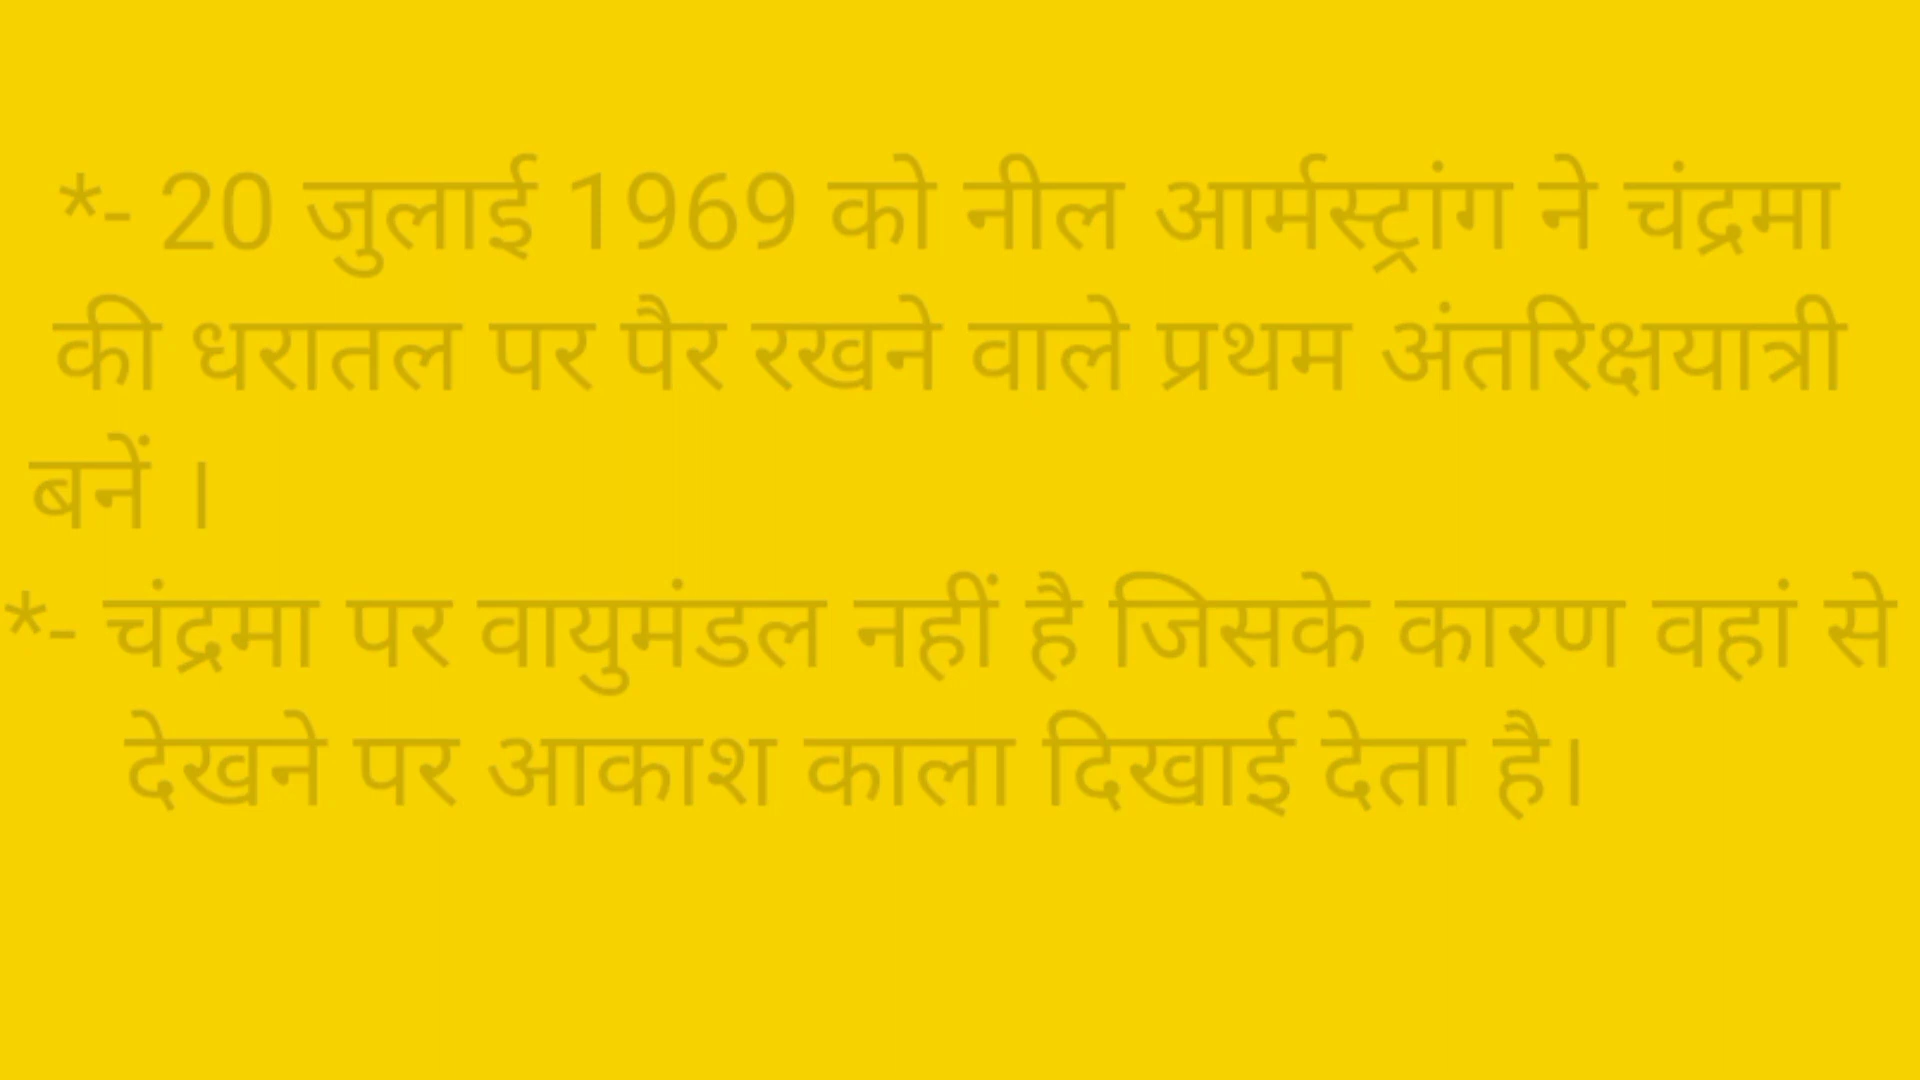 *- 20 जुलाई 1969 को नील आर्मस्ट्रांग ने चंद्रमा
की धरातल पर पैर रखने वाले प्रथम अंतरिक्षयात्री
बनें ।
*- चंद्रमा पर वायुमंडल नहीं है जिसके कारण वहां से
देखने पर आकाश काला दिखाई देता है।